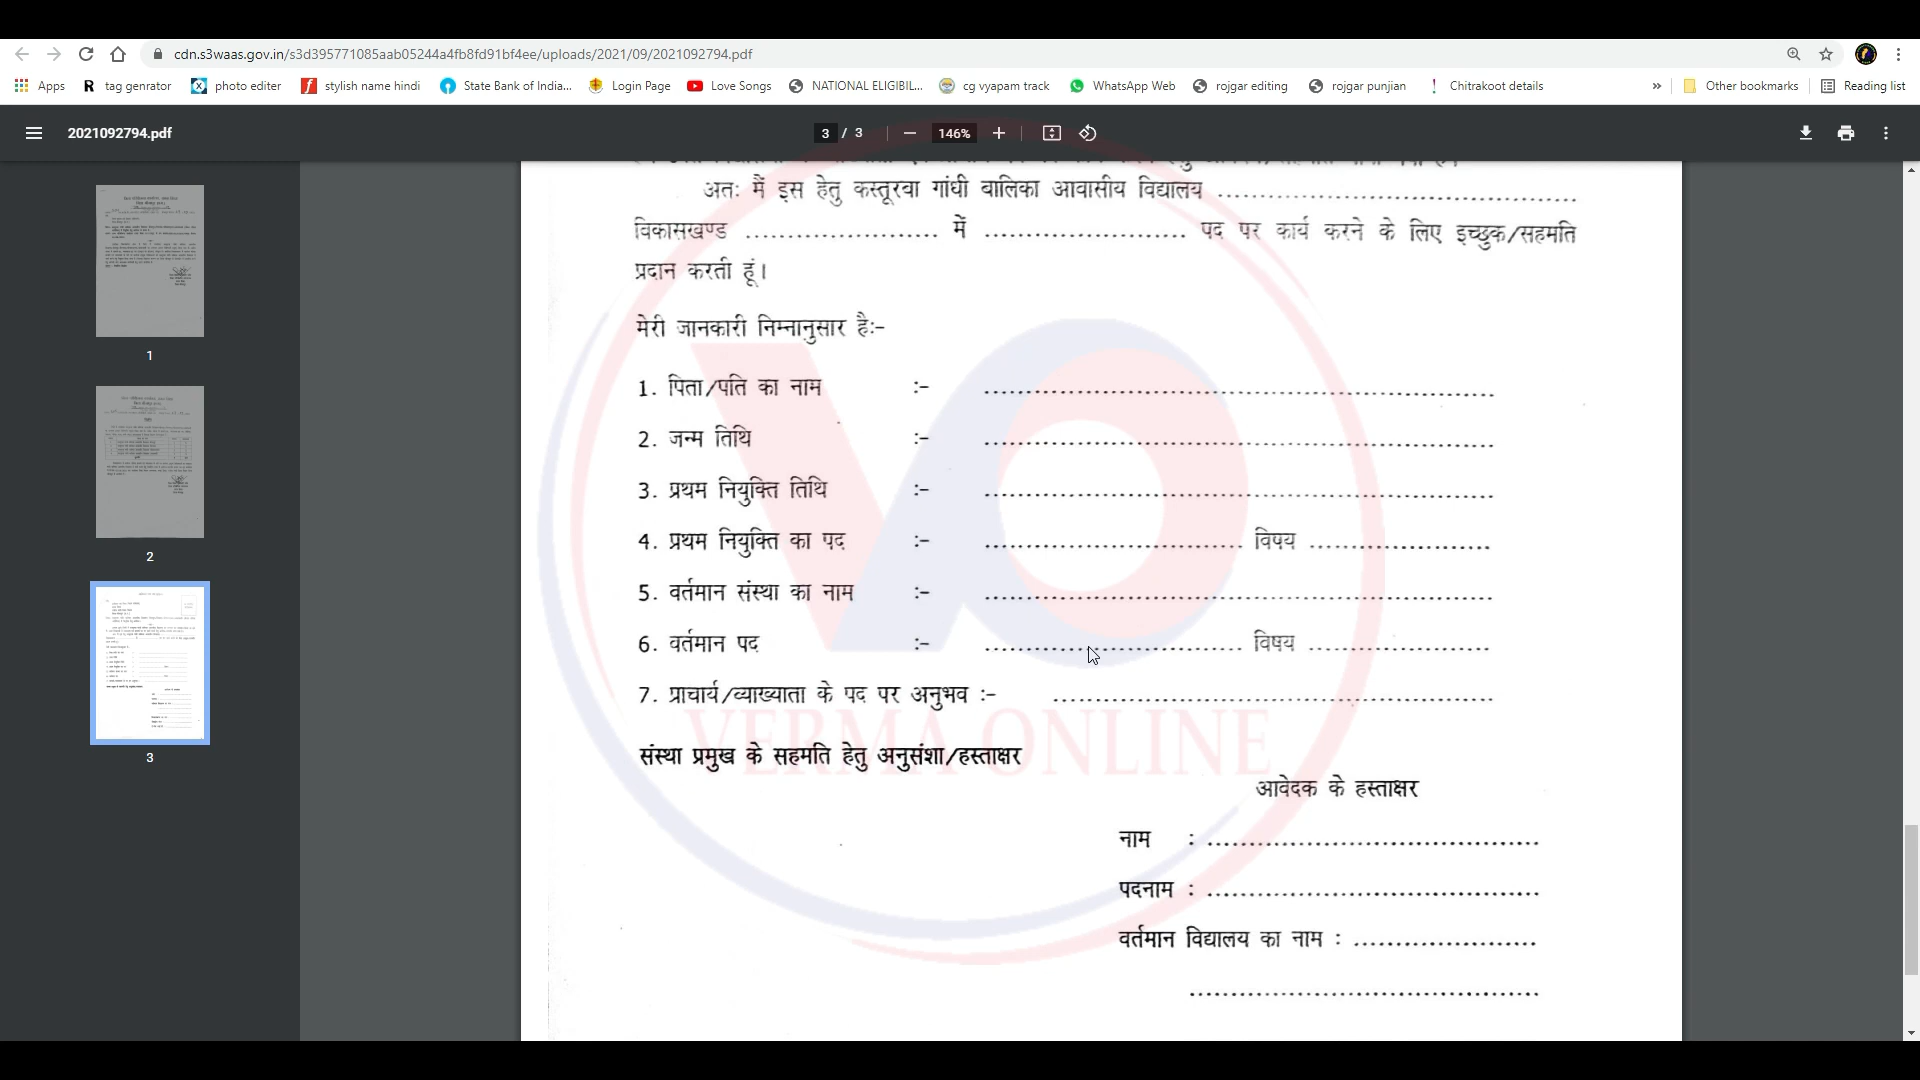 cdn.s3waas.gov.in/s3d395771085aab05244a4fb8fd91bf4ee/uploads/2021/09/2021092794.pdf
Apps R tag genrator photo editer stylish name hindi State Bank of India... Login Page Love Songs NATIONAL ELIGIBIL... cg vyapam track WhatsApp Web rojgar editing rojgar punjian Chitrakoot details » Other bookmarks Reading list
2021092794.pdf 3 / 3 146%
1
2
3
अतः मैं इस हेतु कस्तूरवा गांधी बालिका आवासीय विद्यालय ..........................................
विकासखण्ड ........................ में ........................ पद पर कार्य करने के लिए इच्छुक/सहमति
प्रदान करती हूं।
मेरी जानकारी निम्नानुसार है:-
1. पिता/पति का नाम :- ............................................................
2. जन्म तिथि :- ............................................................
3. प्रथम नियुक्ति तिथि :- ............................................................
4. प्रथम नियुक्ति का पद :- .............................. विषय ......................
5. वर्तमान संस्था का नाम :- ............................................................
6. वर्तमान पद :- .............................. विषय ......................
7. प्राचार्य/व्याख्याता के पद पर अनुभव :- ....................................................
VERMA ONLINE
संस्था प्रमुख के सहमति हेतु अनुसंशा/हस्ताक्षर
आवेदक के हस्ताक्षर
नाम : ........................................
पदनाम : ........................................
वर्तमान विद्यालय का नाम : ......................
..........................................